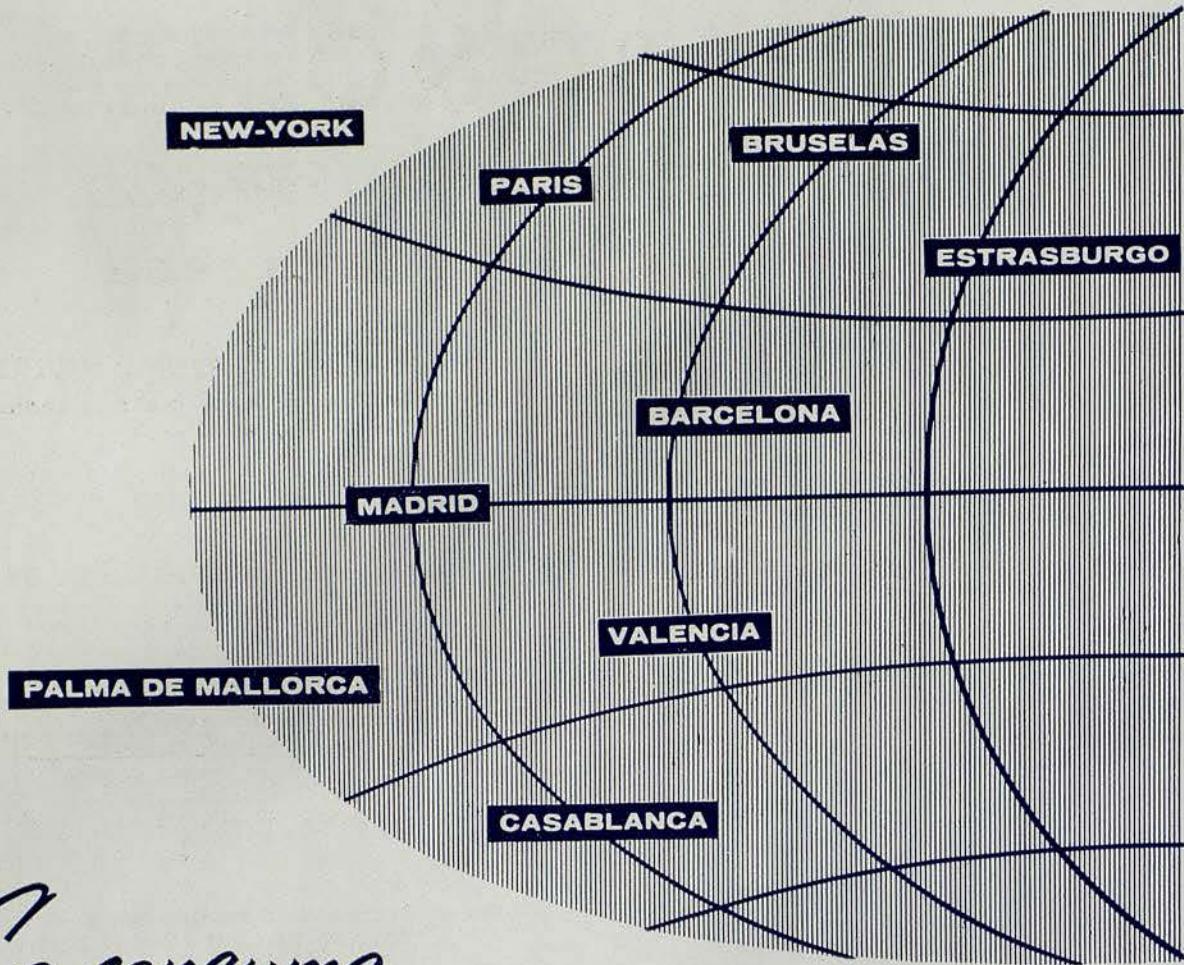 NEW-YORK
BRUSELAS
PARIS
ESTRASBURGO
BARCELONA
MADRID
VALENCIA
PALMA DE MALLORCA
CASABLANCA